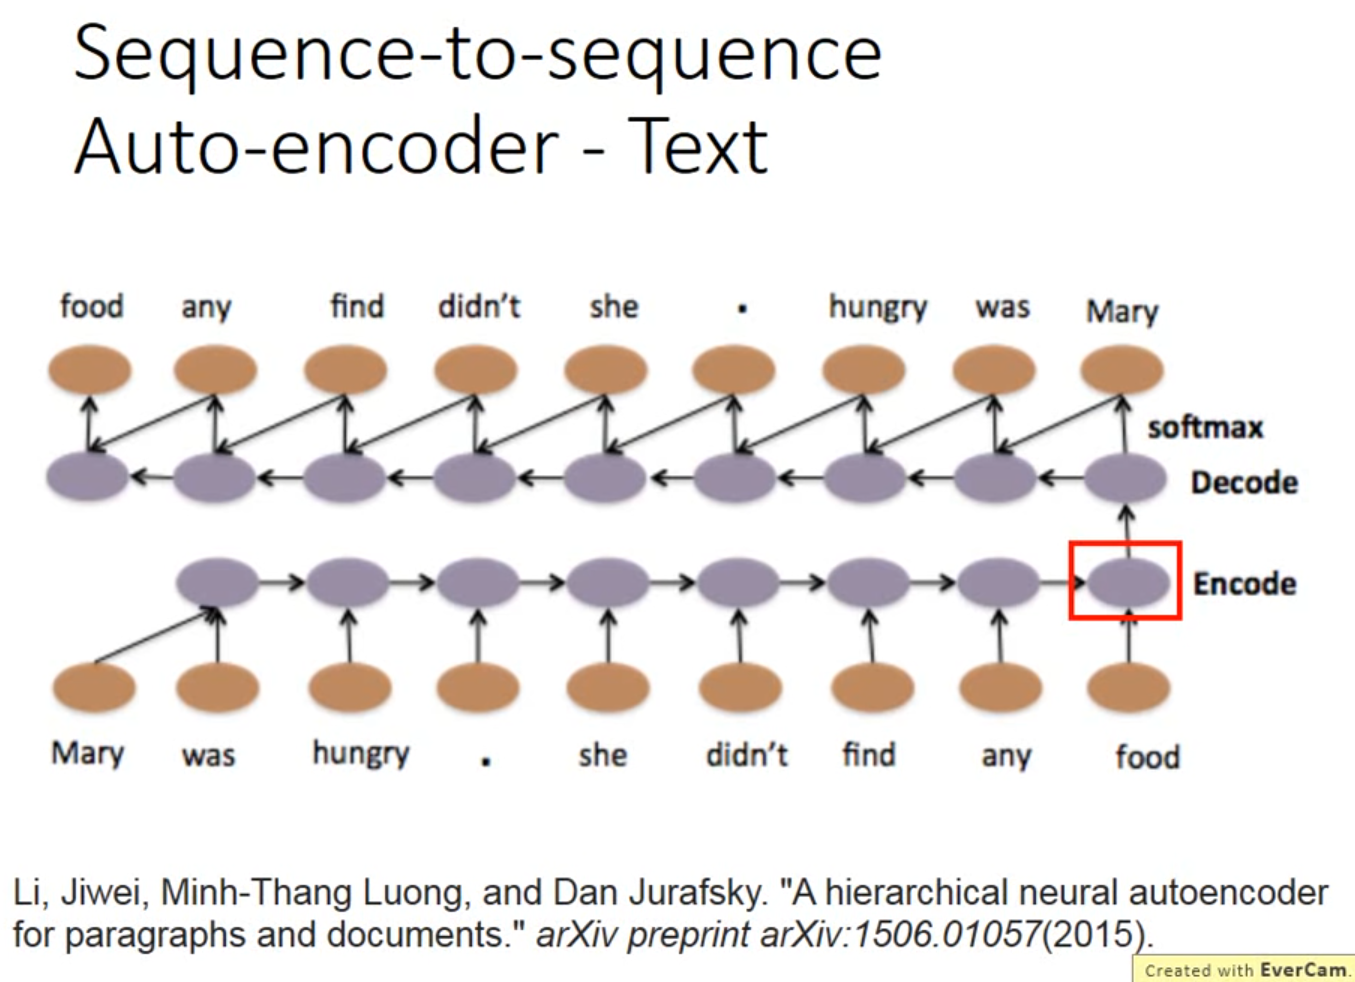 Sequence-to-sequence
Auto-encoder - Text
food any find didn't she . hungry was Mary
softmax
Decode
Encode
Mary was hungry . she didn't find any food
Li, Jiwei, Minh-Thang Luong, and Dan Jurafsky. "A hierarchical neural autoencoder
for paragraphs and documents." arXiv preprint arXiv:1506.01057(2015).
Created with EverCam.